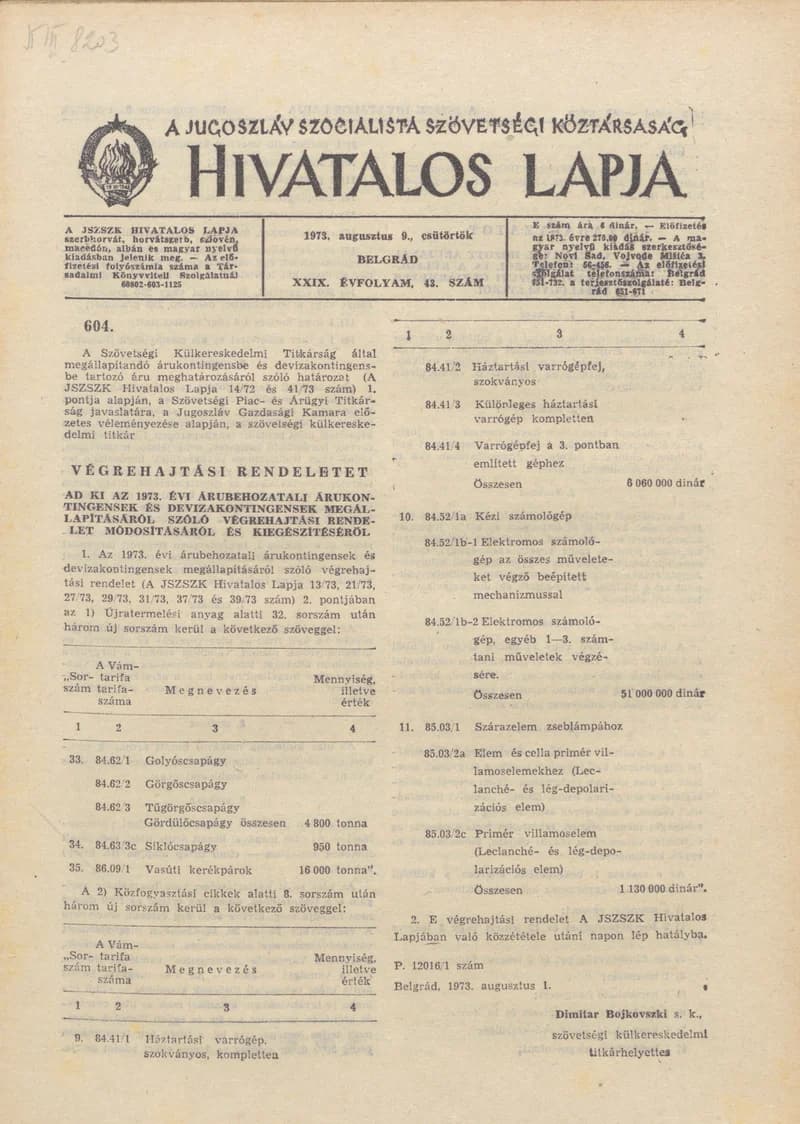 8203
A JUGOSZLÁV SZOCIALISTA SZÖVETSÉGI KÖZTÁRSASÁG
HIVATALOS LAPJA
A JSZSZK HIVATALOS LAPJA
szerbhorvát, horvátszerb, szlovén,
macedón, albán és magyar nyelvű
kiadásban jelenik meg. — Az elő-
fizetési folyószámla száma a Tár-
sadalmi Könyvviteli Szolgálatnál
60802-603-1125
1973. augusztus 9., csütörtök
BELGRÁD
XXIX. ÉVFOLYAM, 43. SZÁM
E szám ára 6 dinár. — Előfizetés
az 1973. évre 270.00 dinár. — A ma-
gyar nyelvű kiadás szerkesztősé-
ge: Novi Sad, Vojvode Mišića 3.
Telefon: 56-456. — Az előfizetési
szolgálat telefonszáma: Belgrád
651-732. a terjesztőszolgálaté: Belg-
rád 651-671
604.
A Szövetségi Külkereskedelmi Titkárság által
megállapítandó árukontingensbe és devizakontingens-
be tartozó áru meghatározásáról szóló határozat (A
JSZSZK Hivatalos Lapja 14/72 és 41/73 szám) 1.
pontja alapján, a Szövetségi Piac- és Árügyi Titkár-
ság javaslatára, a Jugoszláv Gazdasági Kamara elő-
zetes véleményezése alapján, a szövetségi külkereske-
delmi titkár
VÉGREHAJTÁSI RENDELETET
AD KI AZ 1973. ÉVI ÁRUBEHOZATALI ÁRUKON-
TINGENSEK ÉS DEVIZAKONTINGENSEK MEGÁL-
LAPÍTÁSÁRÓL SZÓLÓ VÉGREHAJTÁSI RENDE-
LET MÓDOSÍTÁSÁRÓL ÉS KIEGÉSZÍTÉSÉRŐL
1. Az 1973. évi árubehozatali árukontingensek és
devizakontingensek megállapításáról szóló végrehaj-
tási rendelet (A JSZSZK Hivatalos Lapja 13/73, 21/73,
27/73, 29/73, 31/73, 37/73 és 39/73 szám) 2. pontjában
az 1) Újratermelési anyag alatti 32. sorszám után
három új sorszám kerül a következő szöveggel:
A Vám-
„Sor- tarifa Mennyiség,
szám tarifa- Megnevezés illetve
száma érték
1 2 3 4
33. 84.62/1 Golyóscsapágy
84.62/2 Görgőscsapágy
84.62/3 Tűgörgőscsapágy
Gördülőcsapágy összesen 4 800 tonna
34. 84.63/3c Siklócsapágy 950 tonna
35. 86.09/1 Vasúti kerékpárok 16 000 tonna”.
A 2) Közfogyasztási cikkek alatti 8. sorszám után
három új sorszám kerül a következő szöveggel:
A Vám-
„Sor- tarifa Mennyiség,
szám tarifa- Megnevezés illetve
száma érték
1 2 3 4
9. 84.41/1 Háztartási varrógép,
szokványos, kompletten
1 2 3 4
84.41/2 Háztartási varrógépfej,
szokványos
84.41/3 Különleges háztartási
varrógép kompletten
84.41/4 Varrógépfej a 3. pontban
említett géphez
Összesen 6 060 000 dinár
10. 84.52/1a Kézi számológép
84.52/1b-1 Elektromos számoló-
gép az összes művelete-
ket végző beépített
mechanizmussal
84.52/1b-2 Elektromos számoló-
gép, egyéb 1—3. szám-
tani műveletek végzé-
sére.
Összesen 51 000 000 dinár
11. 85.03/1 Szárazelem zseblámpához
85.03/2a Elem és cella primér vil-
lamoselemekhez (Lec-
lanché- és lég-depolari-
zációs elem)
85.03/2c Primér villamoselem
(Leclanché- és lég-depo-
larizációs elem)
Összesen 1 130 000 dinár”.
2. E végrehajtási rendelet A JSZSZK Hivatalos
Lapjában való közzététele utáni napon lép hatályba.
P. 12016/1 szám
Belgrád, 1973. augusztus 1.
Dimitar Bojkovszki s. k.,
szövetségi külkereskedelmi
titkárhelyettes